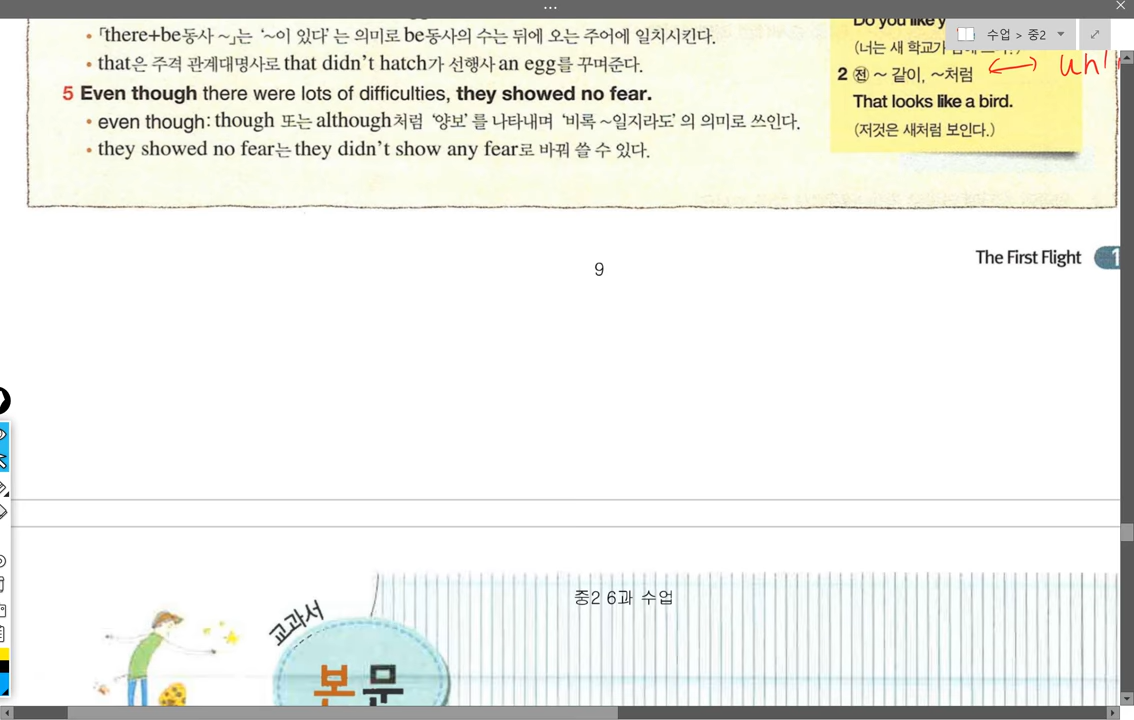 •「there+be동사 ~」는 '~이 있다' 는 의미로 be동사의 수는 뒤에 오는 주어에 일치시킨다.
• that은 주격 관계대명사로 that didn't hatch가 선행사 an egg를 꾸며준다.
5 Even though there were lots of difficulties, they showed no fear.
• even though: though 또는 although처럼 '양보'를 나타내며 '비록 ~일지라도' 의 의미로 쓰인다.
• they showed no fear는 they didn't show any fear로 바꿔 쓸 수 있다.
Do you like
(너는 새 학교가
수업 > 중2
2 전 ~ 같이, ~처럼
That looks like a bird.
(저것은 새처럼 보인다.)
The First Flight 1
9
중2 6과 수업
교과서
본문